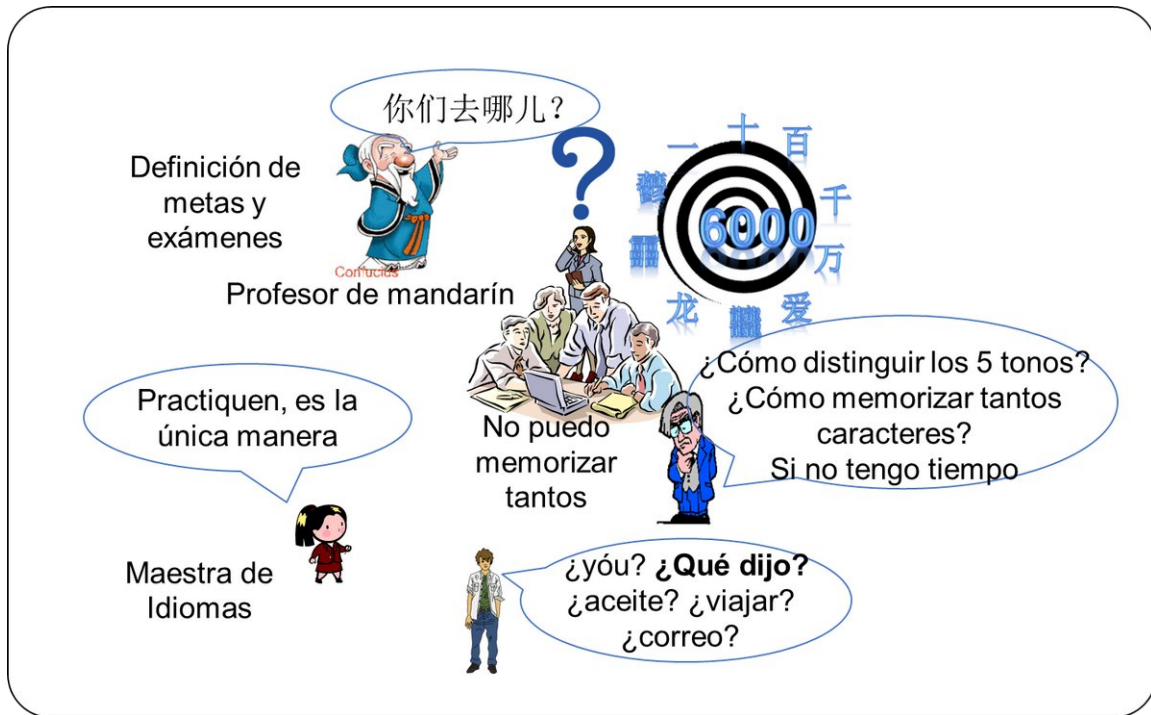 你们去哪儿?
Definición de
metas y
exámenes
Confucius
Profesor de mandarín
一
十
百
千
万
爱
龙
6000
¿Cómo distinguir los 5 tonos?
¿Cómo memorizar tantos
caracteres?
Si no tengo tiempo
Practiquen, es la
única manera
No puedo
memorizar
tantos
Maestra de
Idiomas
¿yóu? ¿Qué dijo?
¿aceite? ¿viajar?
¿correo?